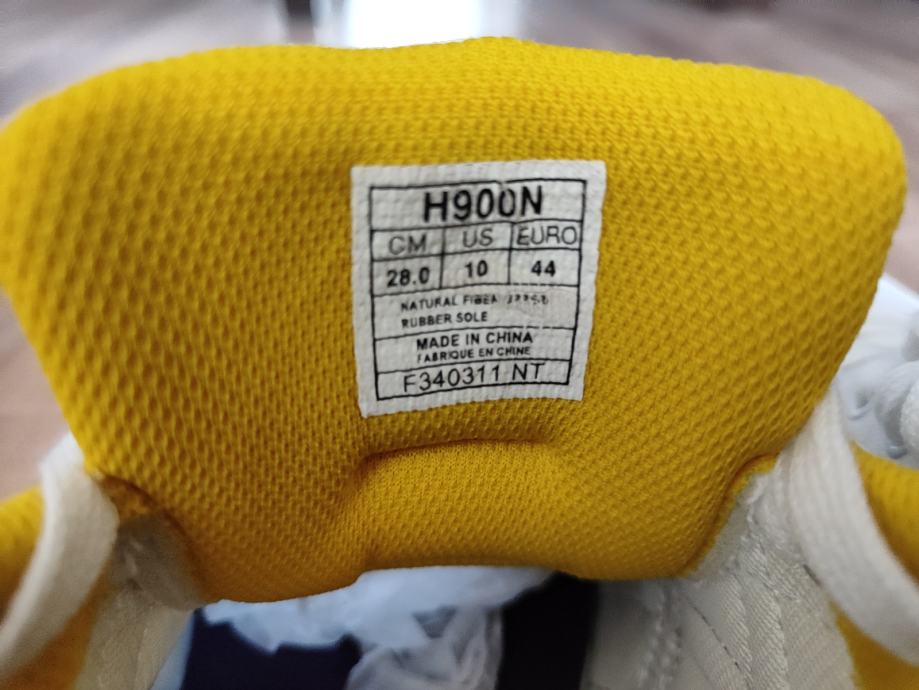 H900N
CM US EURO
28.0 10 44
NATURAL FIBER
RUBBER SOLE
MADE IN CHINA
FABRIQUE EN CHINE
F340311 NT